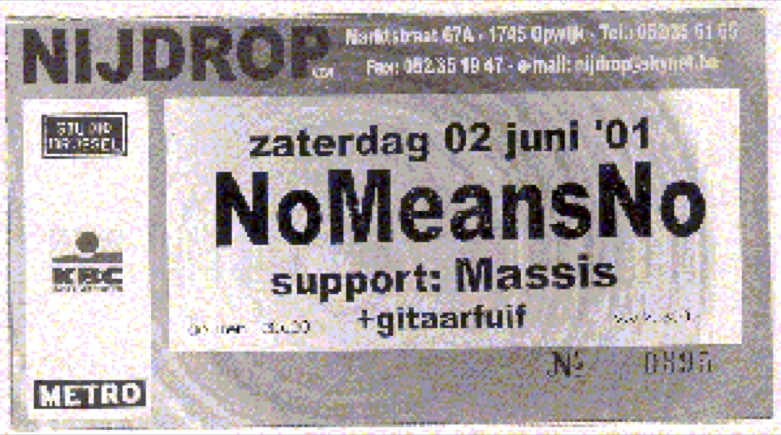 NIJDROP vzw
Marktstraat 67A - 1745 Opwijk - Tel.: 052/35 61 65
Fax: 052/35 19 47 - e-mail: nijdrop@skynet.be
STUDIO
BRUSSEL
zaterdag 02 juni '01
NoMeansNo
support: Massis
+gitaarfuif
KBC
№ 0895
METRO